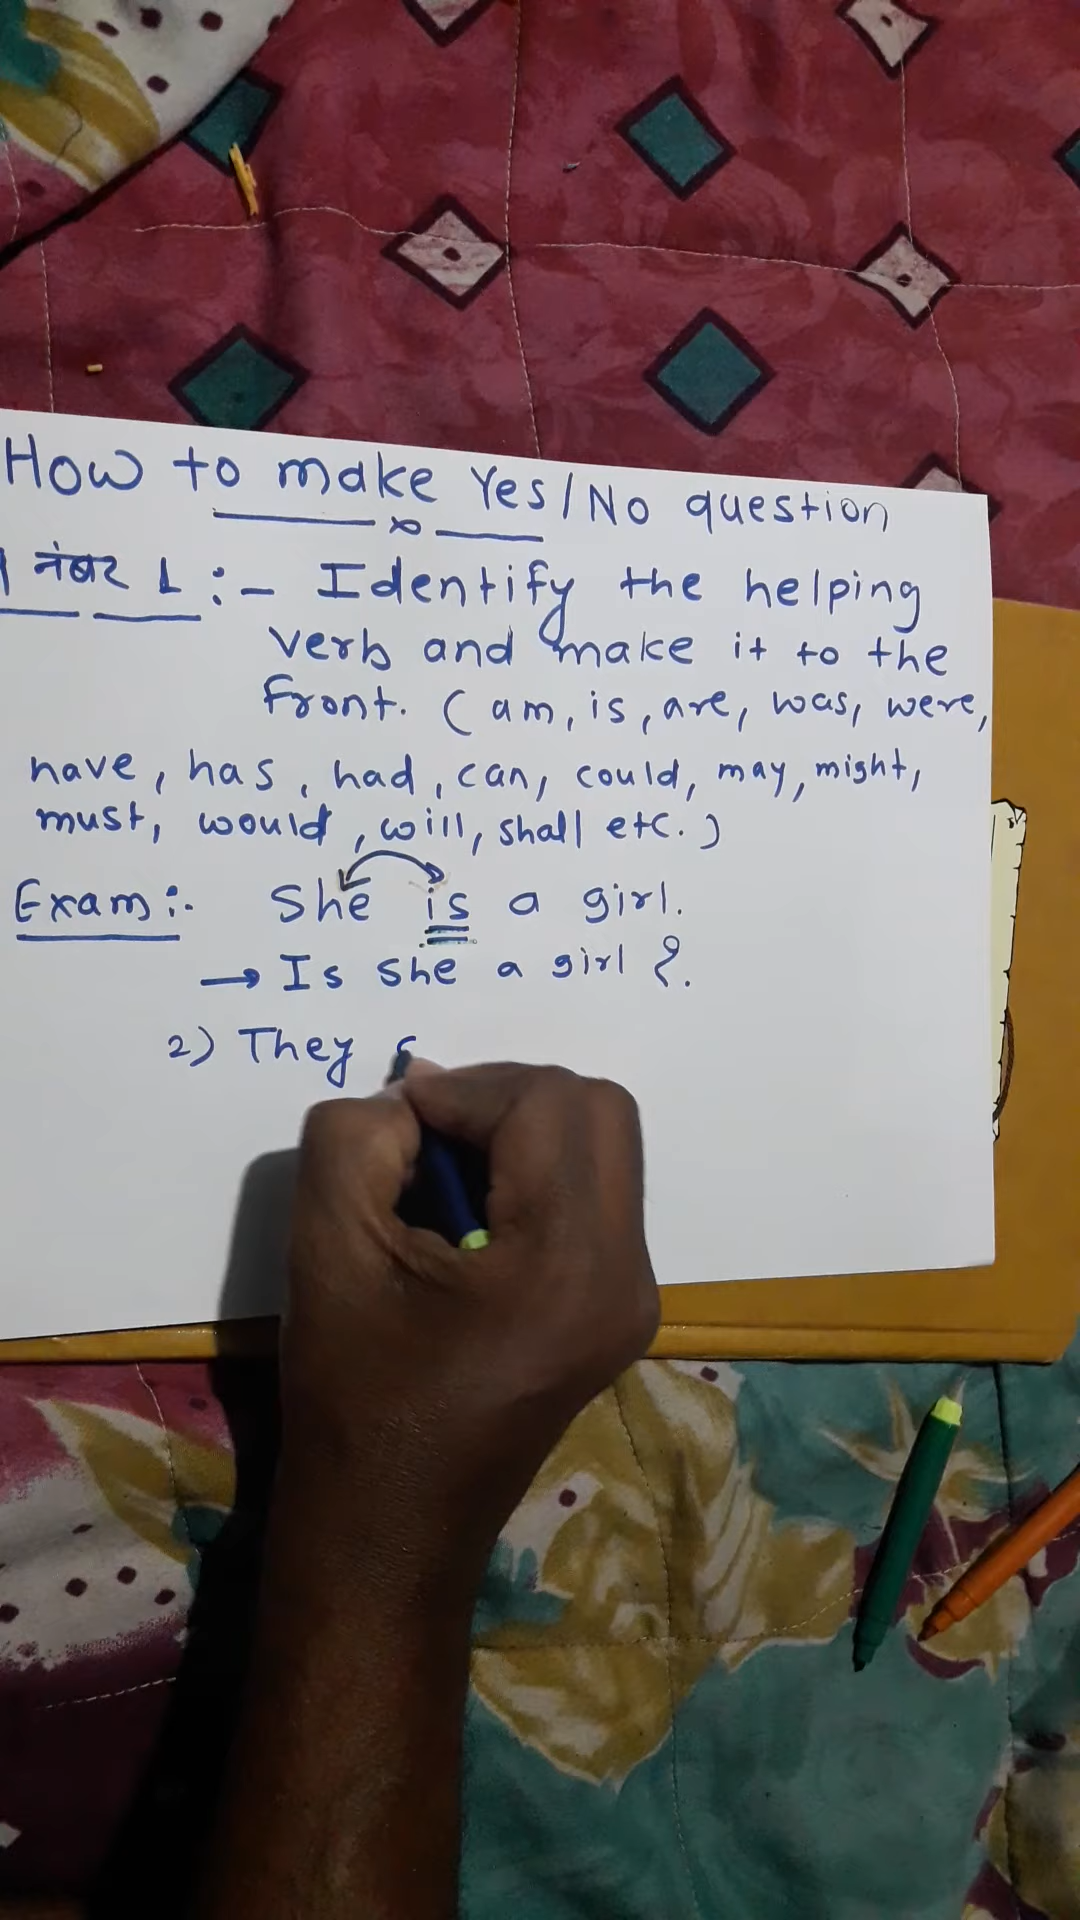 How to make Yes/No question
नंबर 1 :- Identify the helping
verb and make it to the
front. (am, is, are, was, were,
have, has, had, can, could, may, might,
must, would, will, shall etc.)
Exam:- She is a girl.
→ Is she a girl ?.
2) They